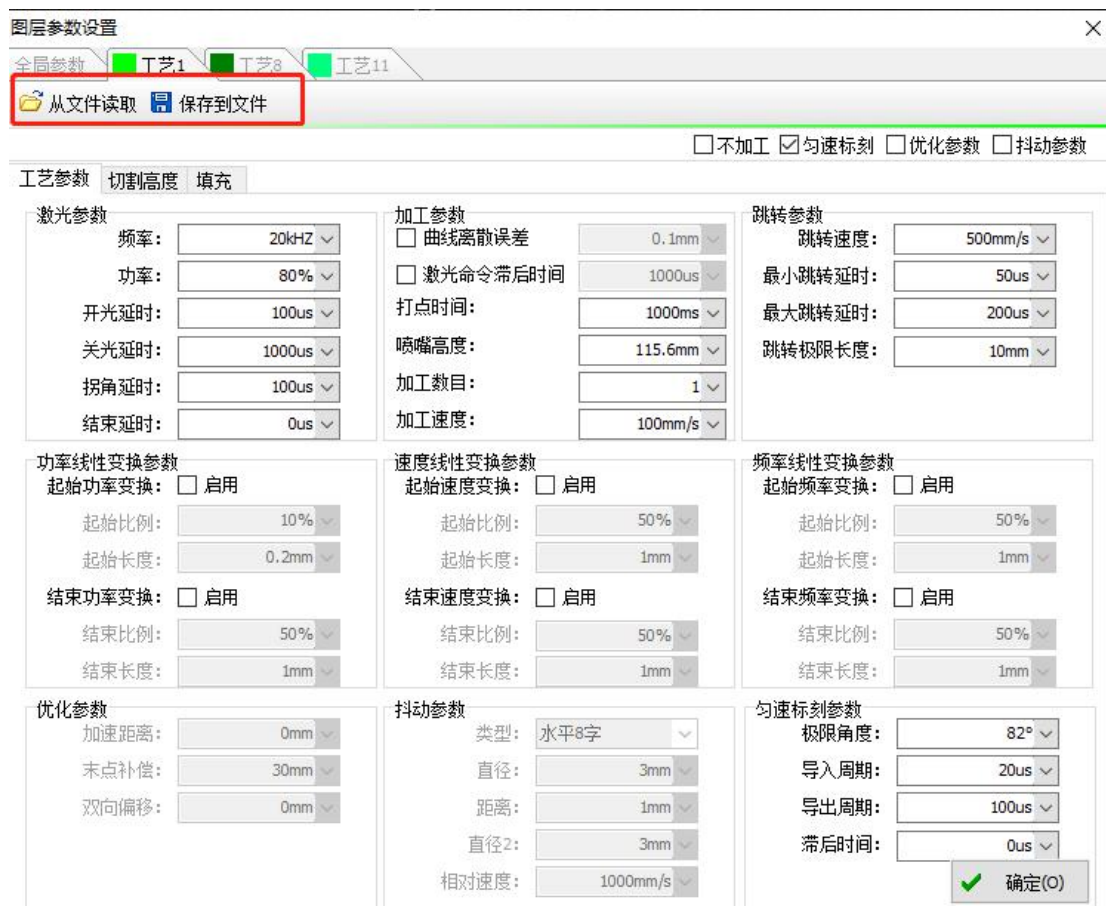 图层参数设置
全局参数 工艺1 工艺8 工艺11
从文件读取 保存到文件
不加工 匀速标刻 优化参数 抖动参数
工艺参数 切割高度 填充
激光参数 加工参数 跳转参数
频率: 20kHZ 曲线离散误差 0.1mm 跳转速度: 500mm/s
功率: 80% 激光命令滞后时间 1000us 最小跳转延时: 50us
开光延时: 100us 打点时间: 1000ms 最大跳转延时: 200us
关光延时: 1000us 喷嘴高度: 115.6mm 跳转极限长度: 10mm
拐角延时: 100us 加工数目: 1
结束延时: 0us 加工速度: 100mm/s
功率线性变换参数 速度线性变换参数 频率线性变换参数
起始功率变换: 启用 起始速度变换: 启用 起始频率变换: 启用
起始比例: 10% 起始比例: 50% 起始比例: 50%
起始长度: 0.2mm 起始长度: 1mm 起始长度: 1mm
结束功率变换: 启用 结束速度变换: 启用 结束频率变换: 启用
结束比例: 50% 结束比例: 50% 结束比例: 50%
结束长度: 1mm 结束长度: 1mm 结束长度: 1mm
优化参数 抖动参数 匀速标刻参数
加速距离: 0mm 类型: 水平8字 极限角度: 82°
末点补偿: 30mm 直径: 3mm 导入周期: 20us
双向偏移: 0mm 距离: 1mm 导出周期: 100us
直径2: 3mm 滞后时间: 0us
相对速度: 1000mm/s 确定(O)